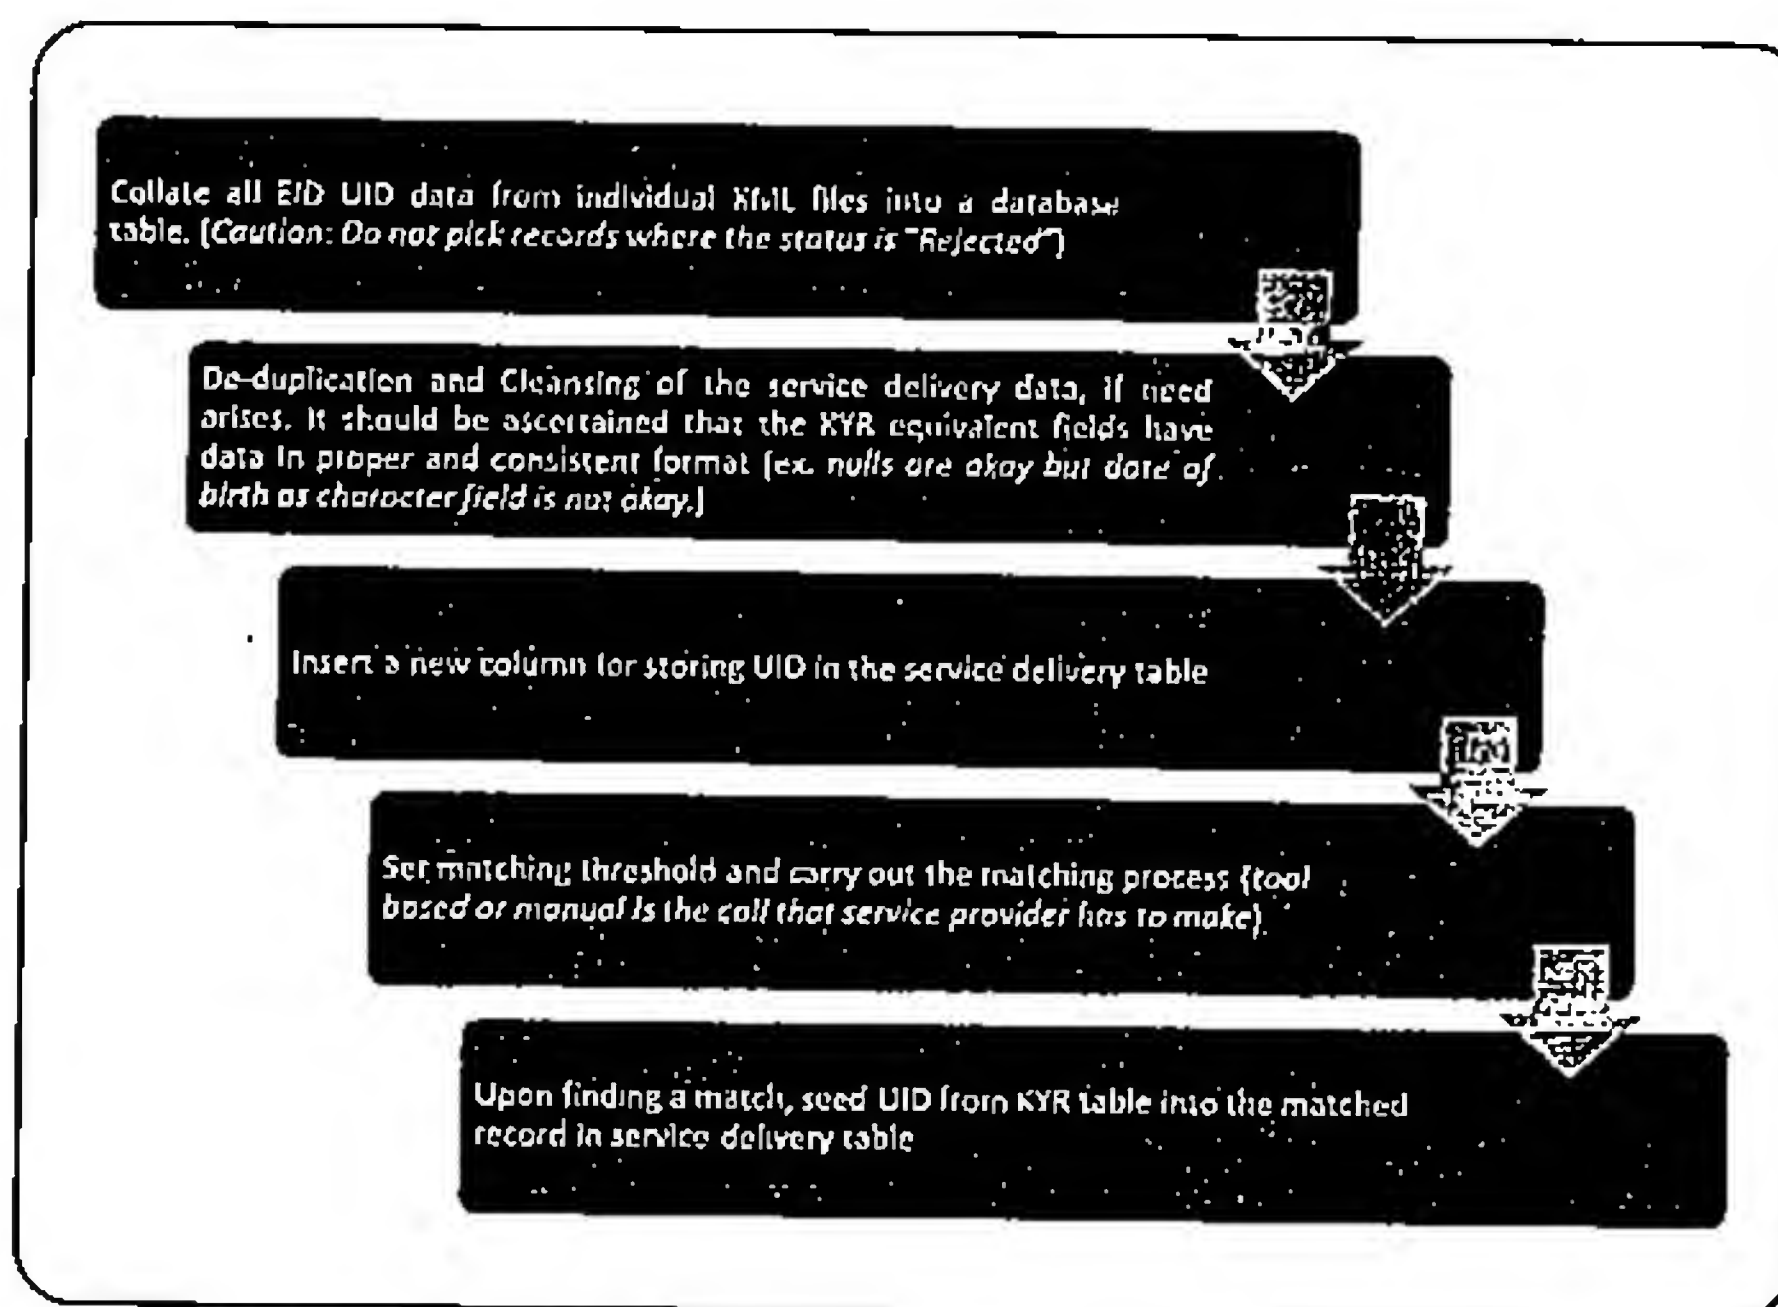 Collate all EID UID data from individual XML files into a database
table. (Caution: Do not pick records where the status is "Rejected")
De-duplication and Cleansing of the service delivery data, if need
arises. It should be ascertained that the KYR equivalent fields have
data in proper and consistent format (ex. nulls are okay but date of
birth as character field is not okay.)
Insert a new column for storing UID in the service delivery table
Set matching threshold and carry out the matching process (tool
based or manual is the call that service provider has to make)
Upon finding a match, seed UID from KYR table into the matched
record in service delivery table